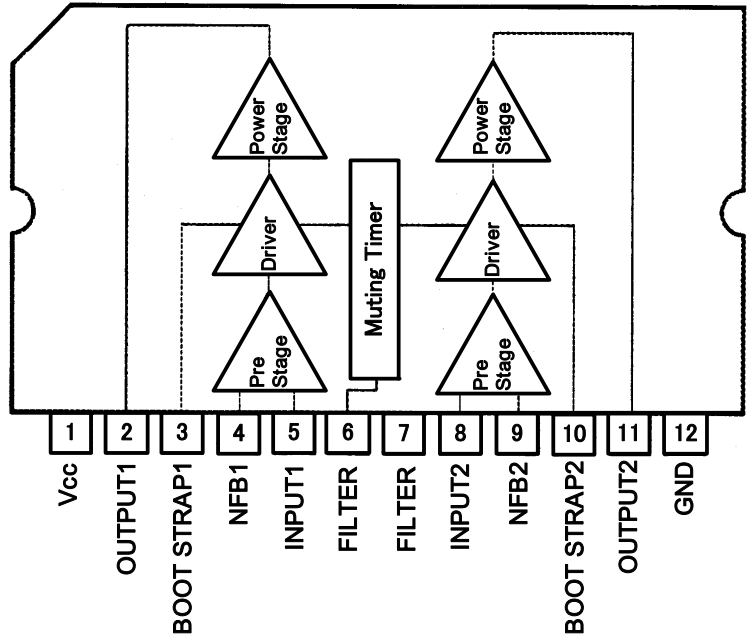 Power
Stage
Power
Stage
Driver
Muting Timer
Driver
Pre
Stage
Pre
Stage
1
2
3
4
5
6
7
8
9
10
11
12
Vcc
OUTPUT1
BOOT STRAP1
NFB1
INPUT1
FILTER
FILTER
INPUT2
NFB2
BOOT STRAP2
OUTPUT2
GND